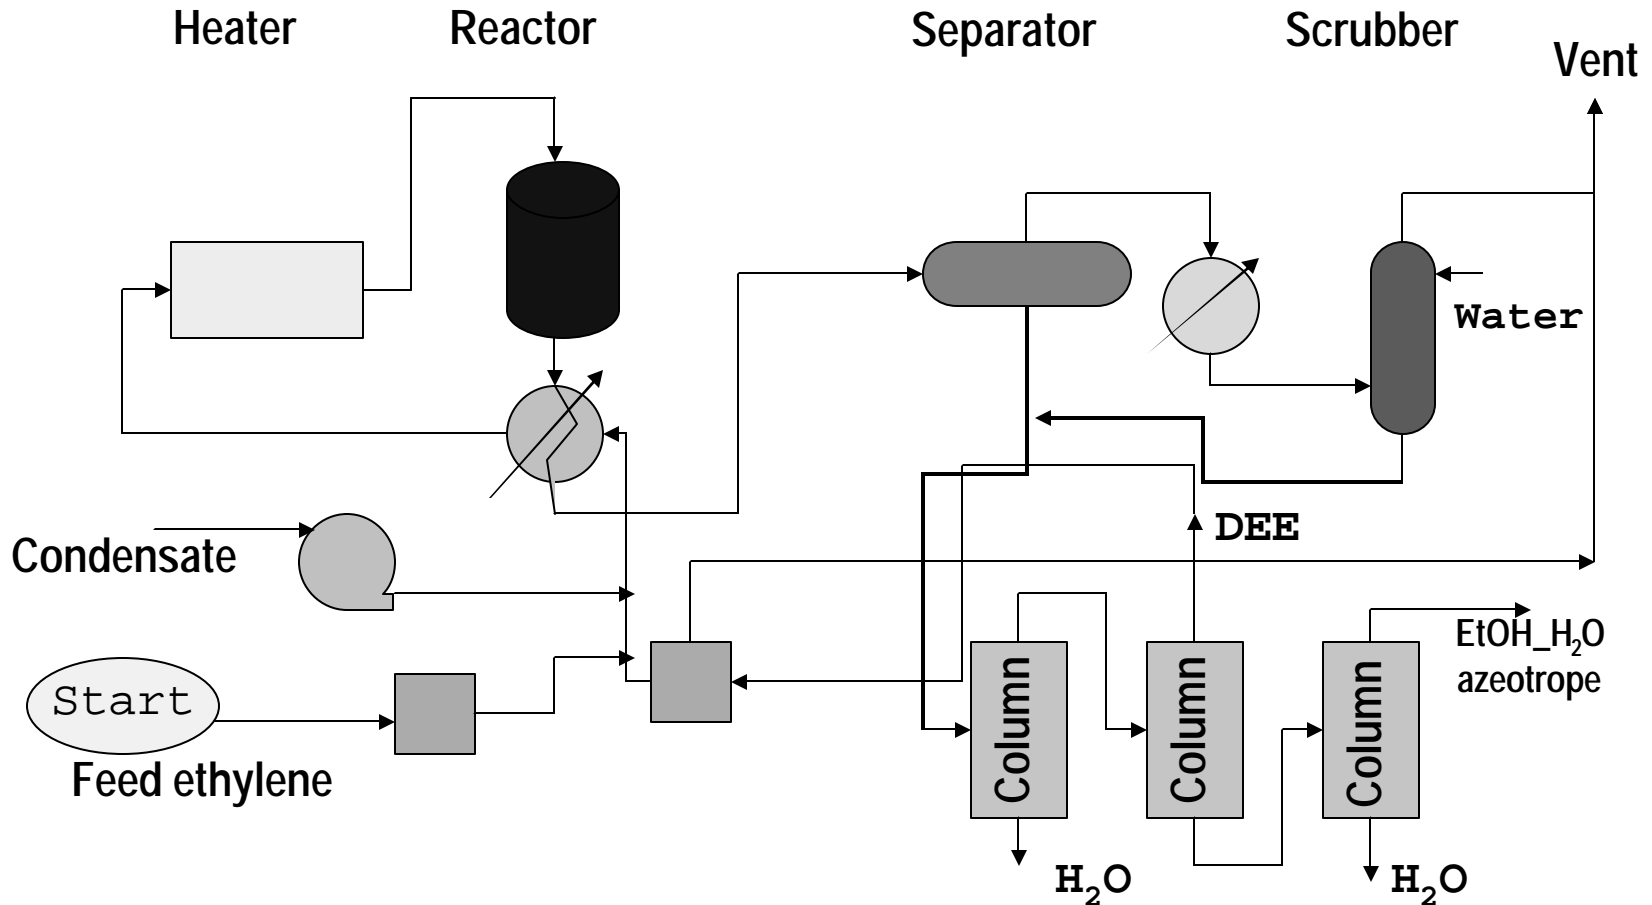 Heater
Reactor
Separator
Scrubber
Vent
Water
Condensate
DEE
Start
Feed ethylene
Column
Column
Column
EtOH_H₂O
azeotrope
H₂O
H₂O